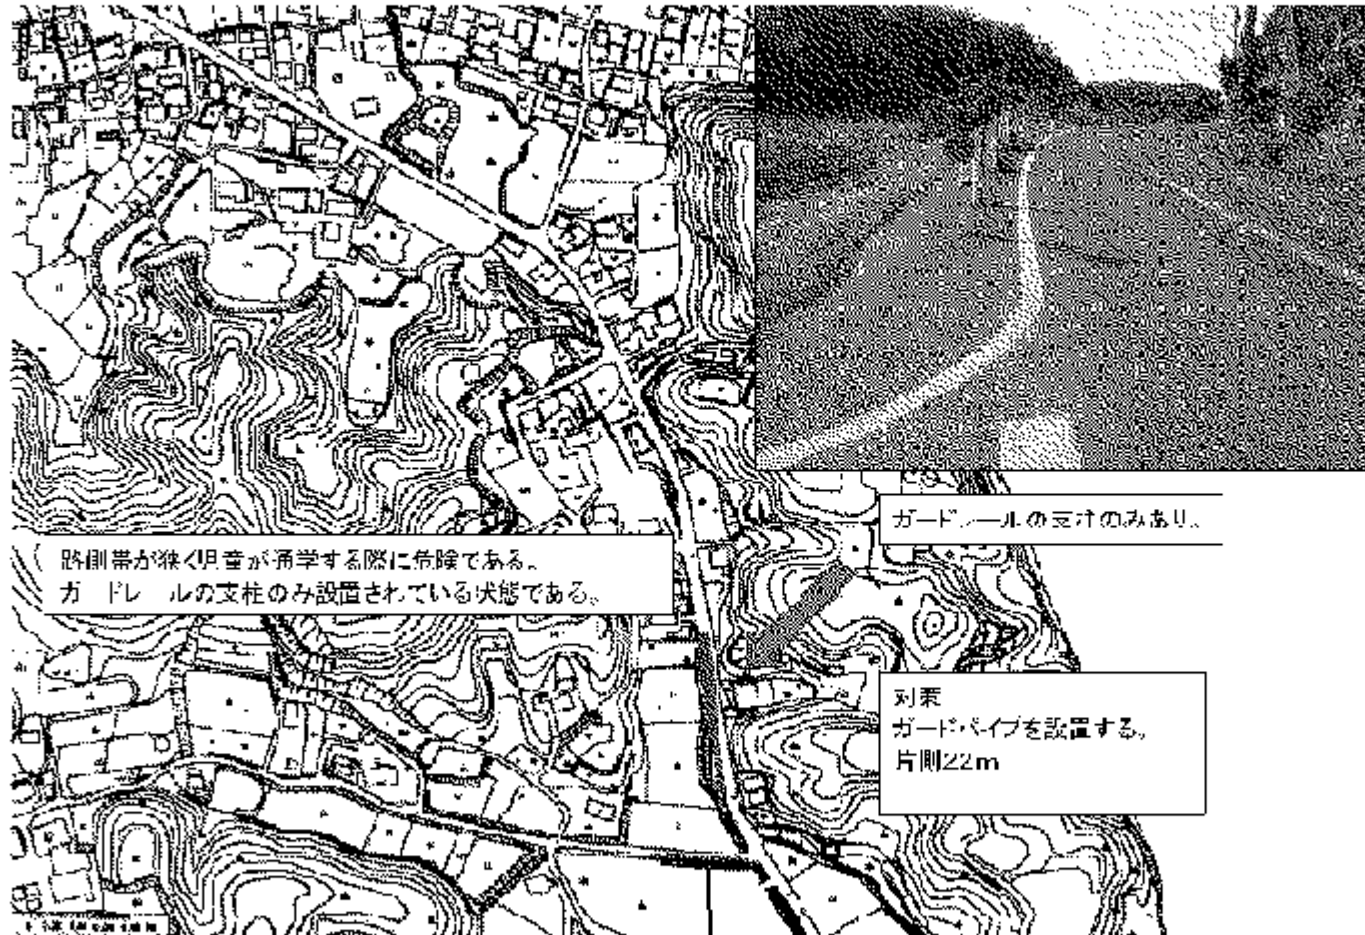 ガードレールの支柱のみあり。
路側帯が狭く児童が通学する際に危険である。
ガードレールの支柱のみ設置されている状態である。
対策
ガードパイプを設置する。
片側22m